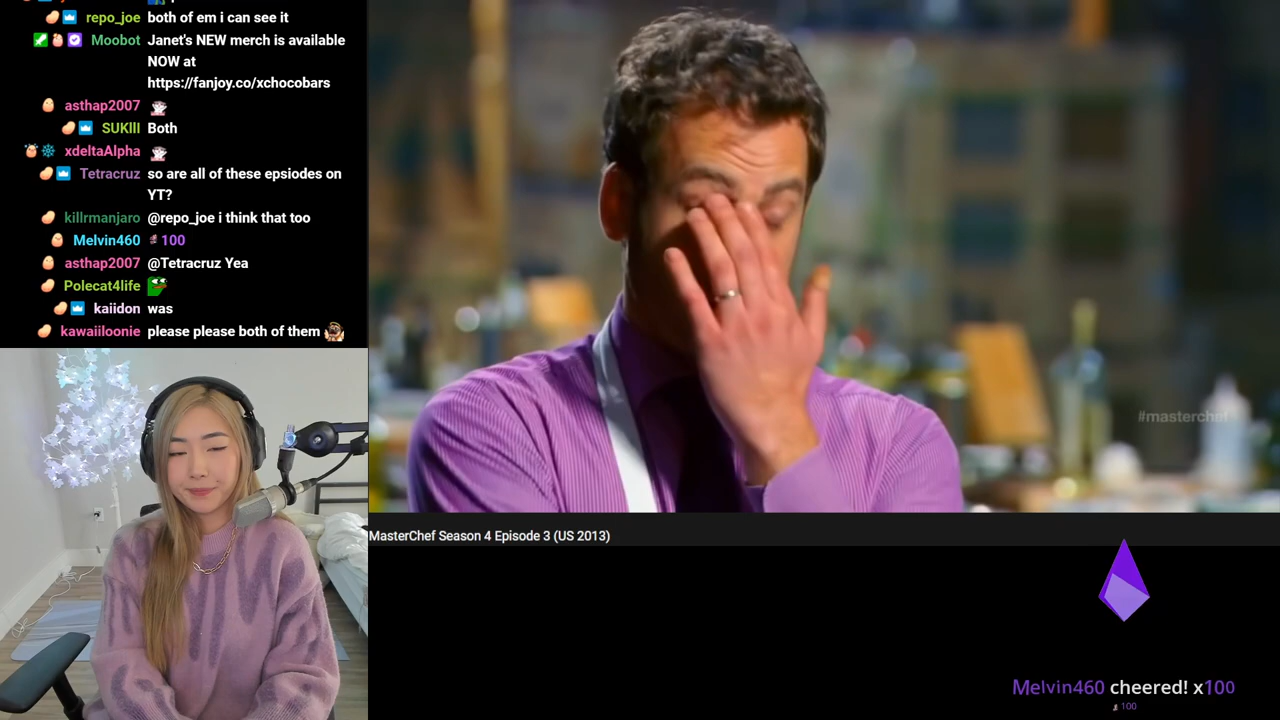 repo_joe both of em i can see it
Moobot Janet's NEW merch is available
NOW at
https://fanjoy.co/xchocobars
asthap2007
SUKlll Both
xdeltaAlpha
Tetracruz so are all of these epsiodes on
YT?
killrmanjaro @repo_joe i think that too
Melvin460 100
asthap2007 @Tetracruz Yea
Polecat4life
kaiidon was
kawaiiloonie please please both of them
#masterchef
MasterChef Season 4 Episode 3 (US 2013)
Melvin460 cheered! x100
100